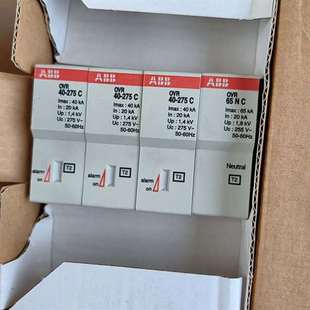 ABB
OVR
40-275 C
Imax : 40 kA
In : 20 kA
Up : 1,4 kV
Uc : 275 V~
50-60Hz
alarm
on
T2
ABB
OVR
40-275 C
Imax : 40 kA
In : 20 kA
Up : 1,4 kV
Uc : 275 V~
50-60Hz
alarm
on
T2
ABB
OVR
40-275 C
Imax : 40 kA
In : 20 kA
Up : 1,4 kV
Uc : 275 V~
50-60Hz
alarm
on
T2
ABB
OVR
65 N C
Imax : 65 kA
In : 20 kA
Up : 1,8 kV
Uc : 255 V~
50-60Hz
Neutral
T2